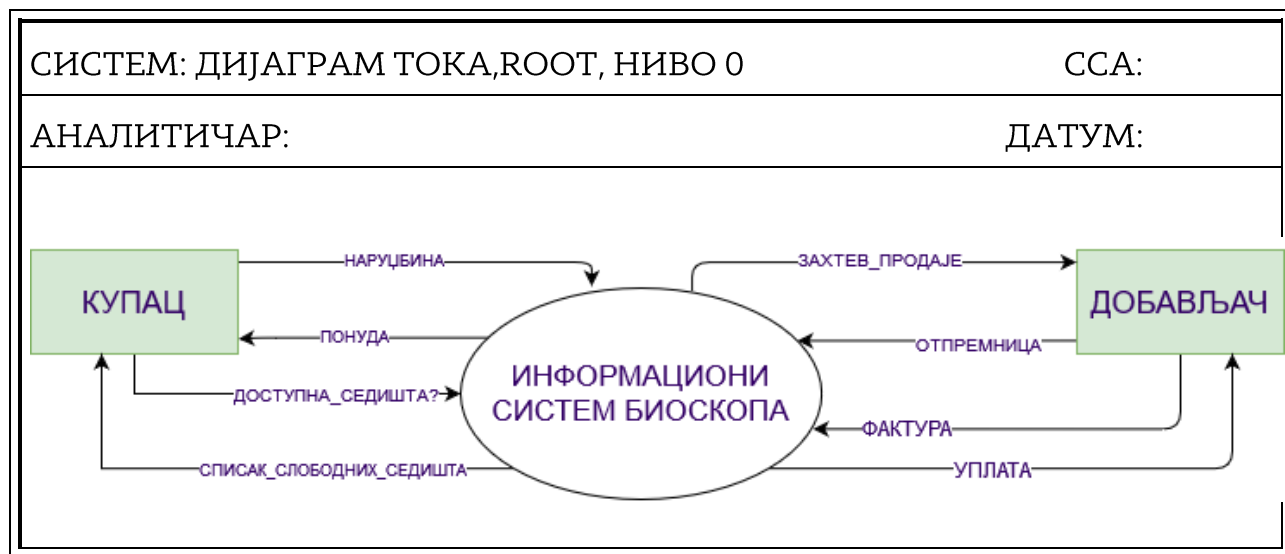 СИСТЕМ: ДИЈАГРАМ ТОКА,ROOT, НИВО 0 ССА:
АНАЛИТИЧАР: ДАТУМ:
НАРУЏБИНА
ЗАХТЕВ_ПРОДАЈЕ
КУПАЦ
ДОБАВЉАЧ
ПОНУДА
ОТПРЕМНИЦА
ИНФОРМАЦИОНИ
СИСТЕМ БИОСКОПА
ДОСТУПНА_СЕДИШТА?
ФАКТУРА
СПИСАК_СЛОБОДНИХ_СЕДИШТА
УПЛАТА